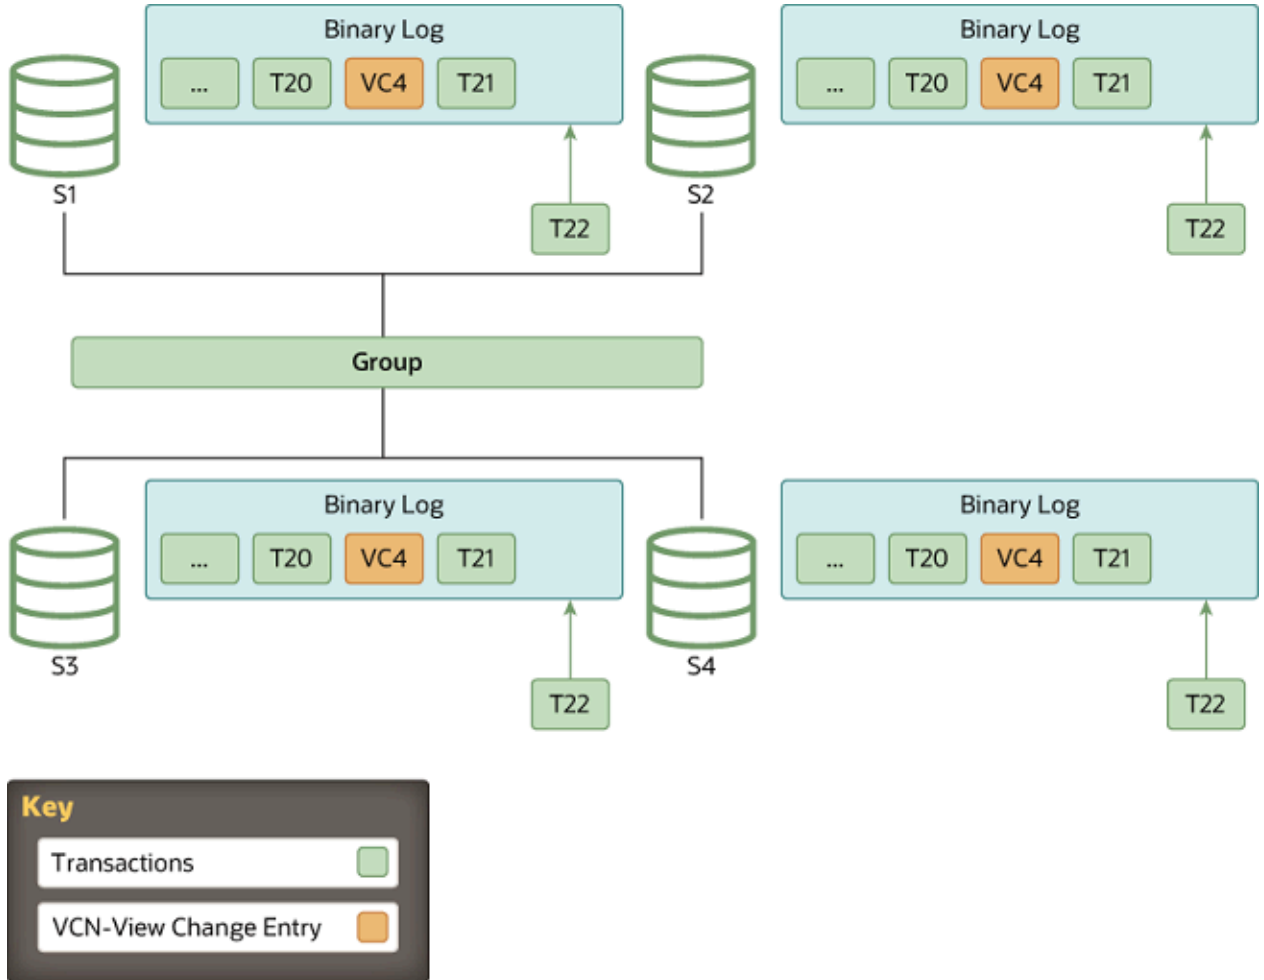 Binary Log
... T20 VC4 T21
S1
T22
Binary Log
... T20 VC4 T21
S2
T22
Group
Binary Log
... T20 VC4 T21
S3
T22
Binary Log
... T20 VC4 T21
S4
T22
Key
Transactions
VCN-View Change Entry